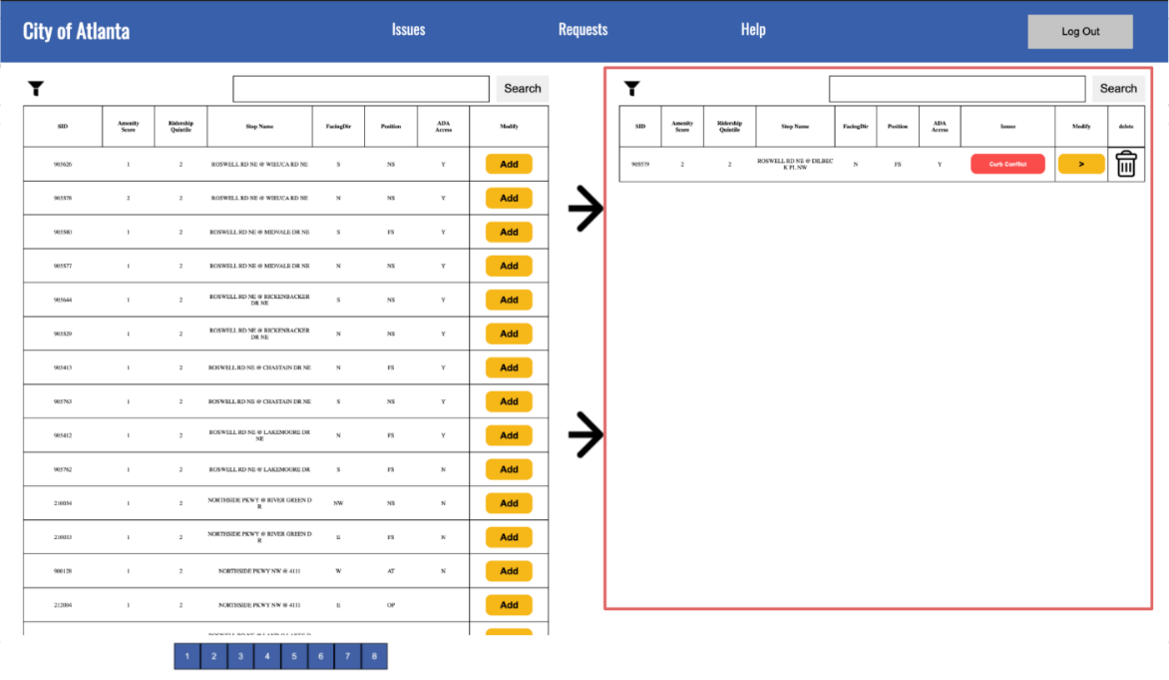 City of Atlanta Issues Requests Help Log Out
Search
SID Amenity Score Ridership Quintile Stop Name FacingDir Position ADA Access Modify
905626 1 2 ROSWELL RD NE @ WIEUCA RD NE S NS Y Add
905578 2 2 ROSWELL RD NE @ WIEUCA RD NE N NS Y Add
905580 1 2 ROSWELL RD NE @ MIDVALE DR NE S FS Y Add
905577 1 2 ROSWELL RD NE @ MIDVALE DR NE N NS Y Add
905644 1 2 ROSWELL RD NE @ RICKENBACKER DR NE S NS Y Add
905829 1 2 ROSWELL RD NE @ RICKENBACKER DR NE N NS Y Add
905413 1 2 ROSWELL RD NE @ CHASTAIN DR NE N FS Y Add
905763 1 2 ROSWELL RD NE @ CHASTAIN DR NE S NS Y Add
905412 1 2 ROSWELL RD NE @ LAKEMOORE DR NE N FS Y Add
905762 1 2 ROSWELL RD NE @ LAKEMOORE DR S FS N Add
1 2 NORTHSIDE PKWY @ RIVER GREEN D R NW NS N Add
1 2 NORTHSIDE PKWY @ RIVER GREEN D R E FS N Add
900128 1 2 NORTHSIDE PKWY NW @ 4111 W AT N Add
212004 1 2 NORTHSIDE PKWY NW @ 4111 E OP Add
1 2 3 4 5 6 7 8
Search
SID Amenity Score Ridership Quintile Stop Name FacingDir Position ADA Access Issues Modify delete
905579 2 2 ROSWELL RD NE @ DILBEC K PL NW N FS Y Curb Conflict >